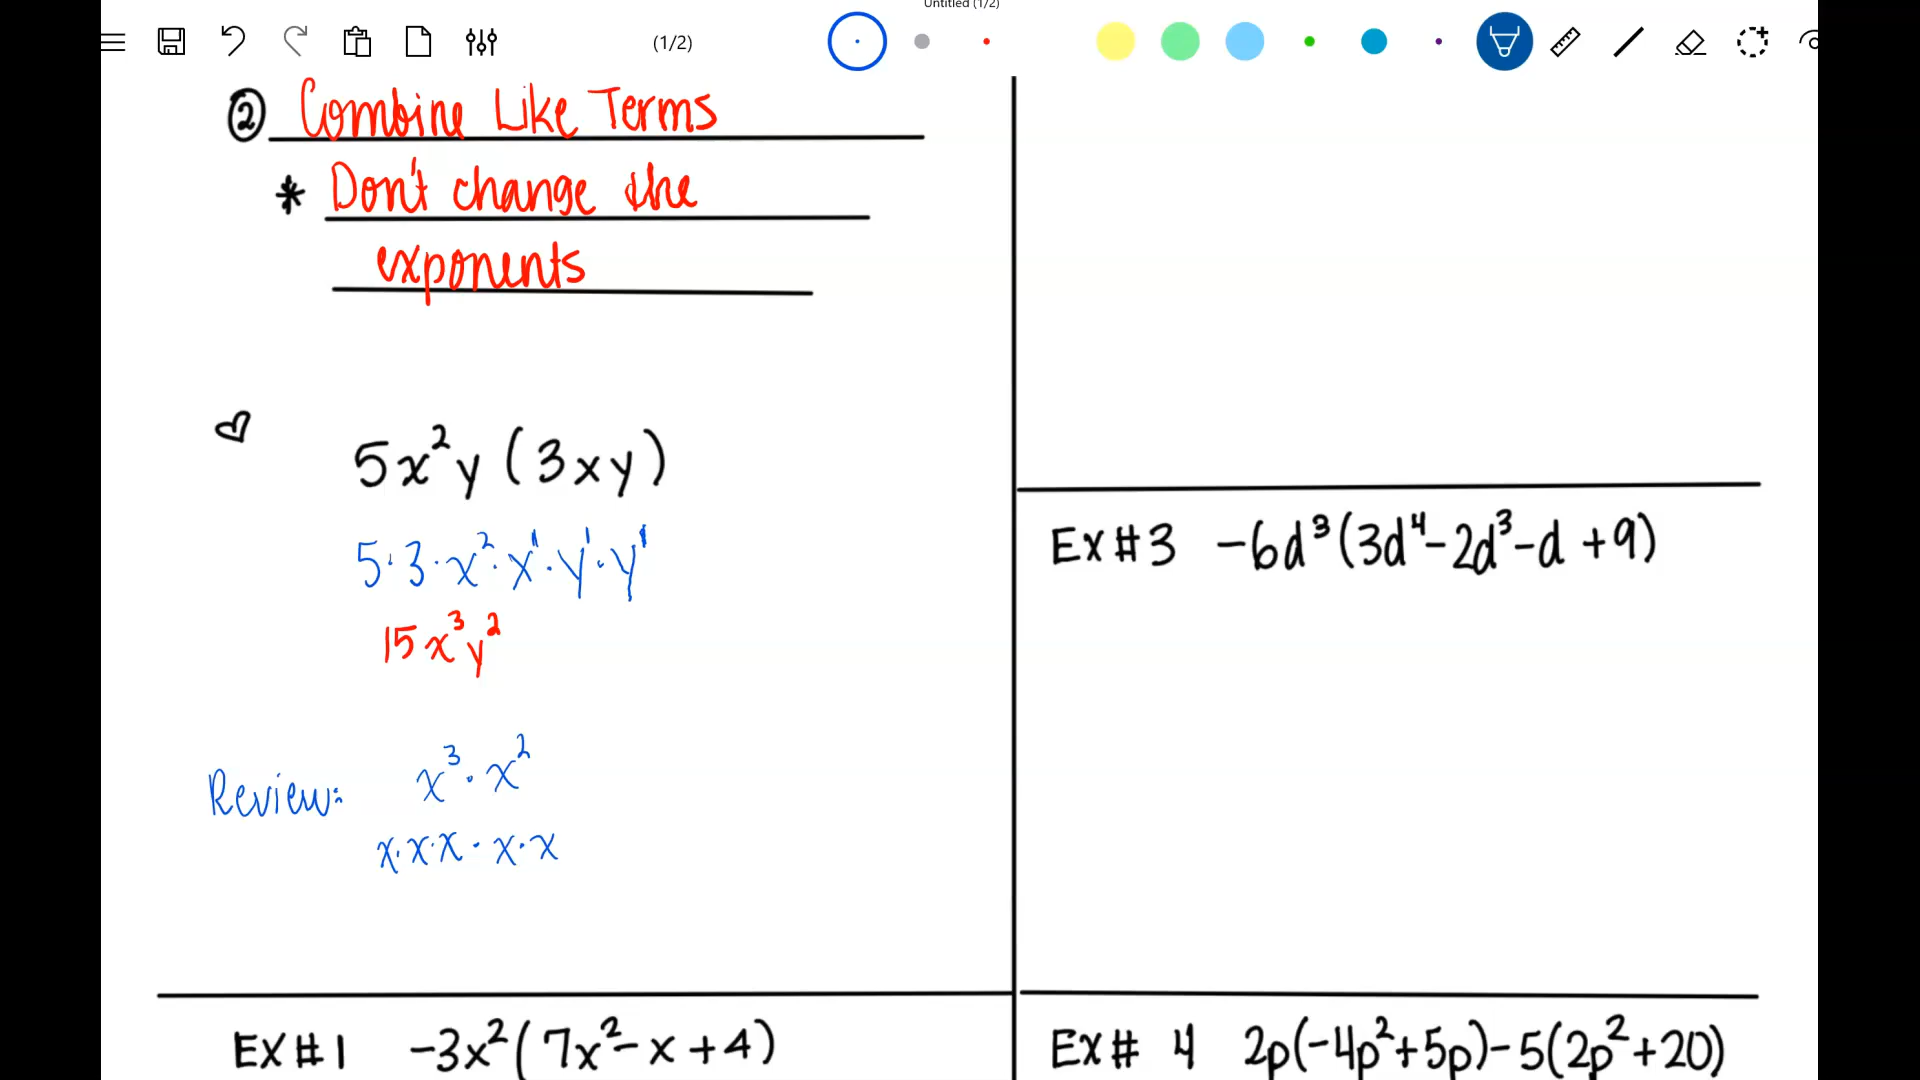 Untitled (1/2)
(1/2)
② Combine Like Terms
* Don't change the
exponents
5x²y (3xy)
5·3·x²·x¹·y¹·y¹
15x³y²
Review: x³·x²
x·x·x·x·x
EX#1 -3x²(7x²-x+4)
Ex#3 -6d³(3d⁴-2d³-d+9)
Ex# 4 2p(-4p²+5p)-5(2p²+20)